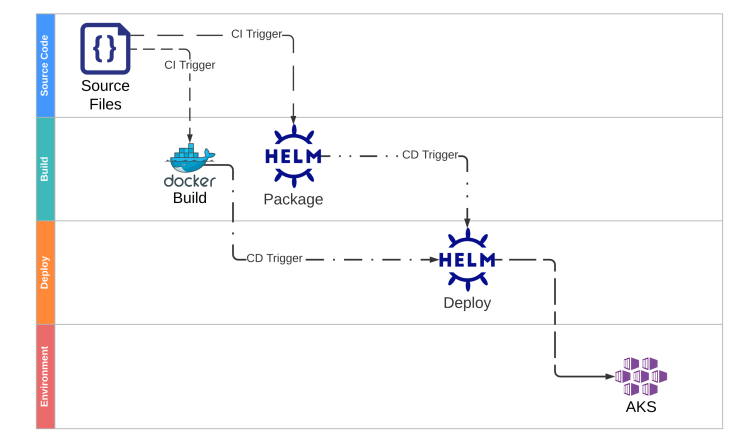 Source Code
CI Trigger
CI Trigger
Source
Files
Build
docker
Build
HELM
Package
CD Trigger
Deploy
CD Trigger
HELM
Deploy
Environment
AKS